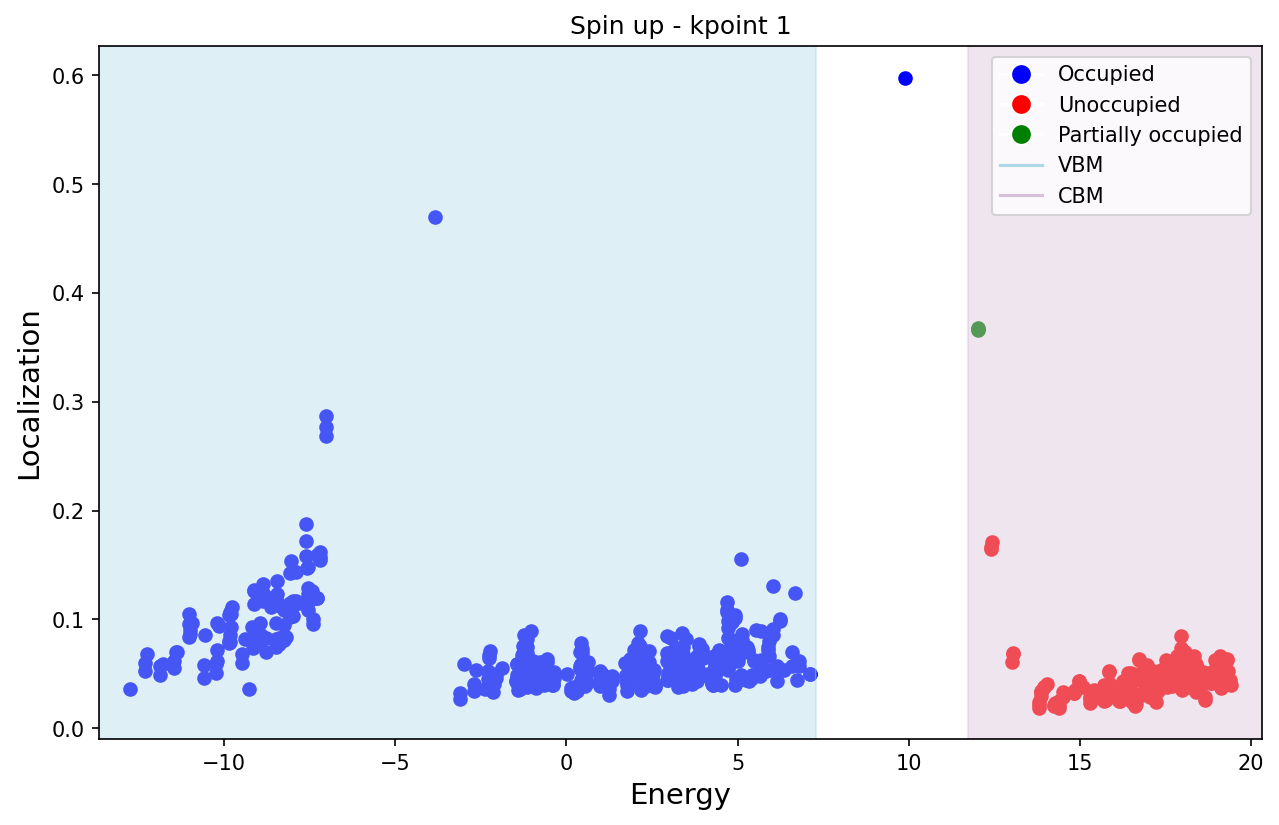 Spin up - kpoint 1
Localization
0.6
0.5
0.4
0.3
0.2
0.1
0.0
Occupied
Unoccupied
Partially occupied
VBM
CBM
−10
−5
0
5
10
15
20
Energy